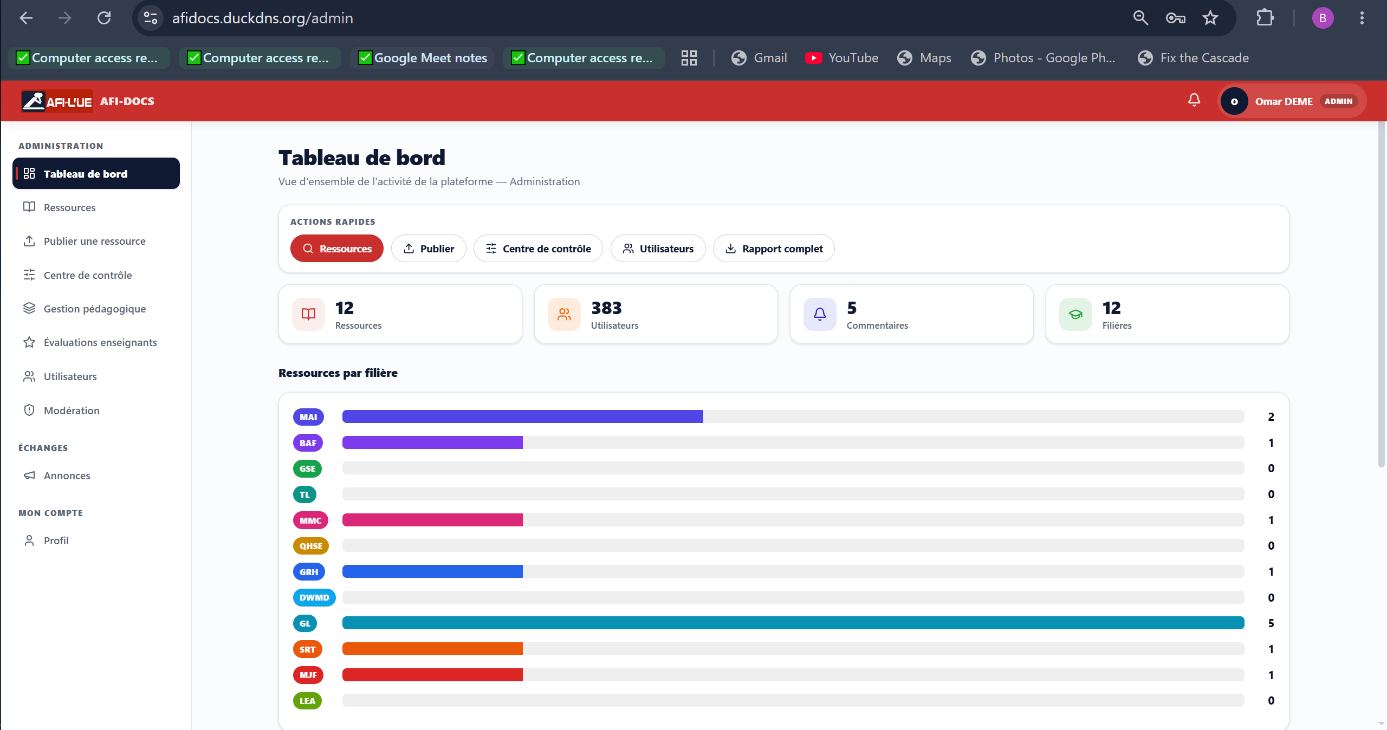 afidocs.duckdns.org/admin
B
Computer access re...
Computer access re...
Google Meet notes
Computer access re...
Gmail
YouTube
Maps
Photos - Google Ph...
Fix the Cascade
AFI-L'UE
AFI-DOCS
O
Omar DEME
ADMIN
ADMINISTRATION
Tableau de bord
Ressources
Publier une ressource
Centre de contrôle
Gestion pédagogique
Évaluations enseignants
Utilisateurs
Modération
ÉCHANGES
Annonces
MON COMPTE
Profil
Tableau de bord
Vue d'ensemble de l'activité de la plateforme — Administration
ACTIONS RAPIDES
Ressources
Publier
Centre de contrôle
Utilisateurs
Rapport complet
12
Ressources
383
Utilisateurs
5
Commentaires
12
Filières
Ressources par filière
MAI 2
BAF 1
GSE 0
TL 0
MMC 1
QHSE 0
GRH 1
DWMD 0
GL 5
SRT 1
MJF 1
LEA 0